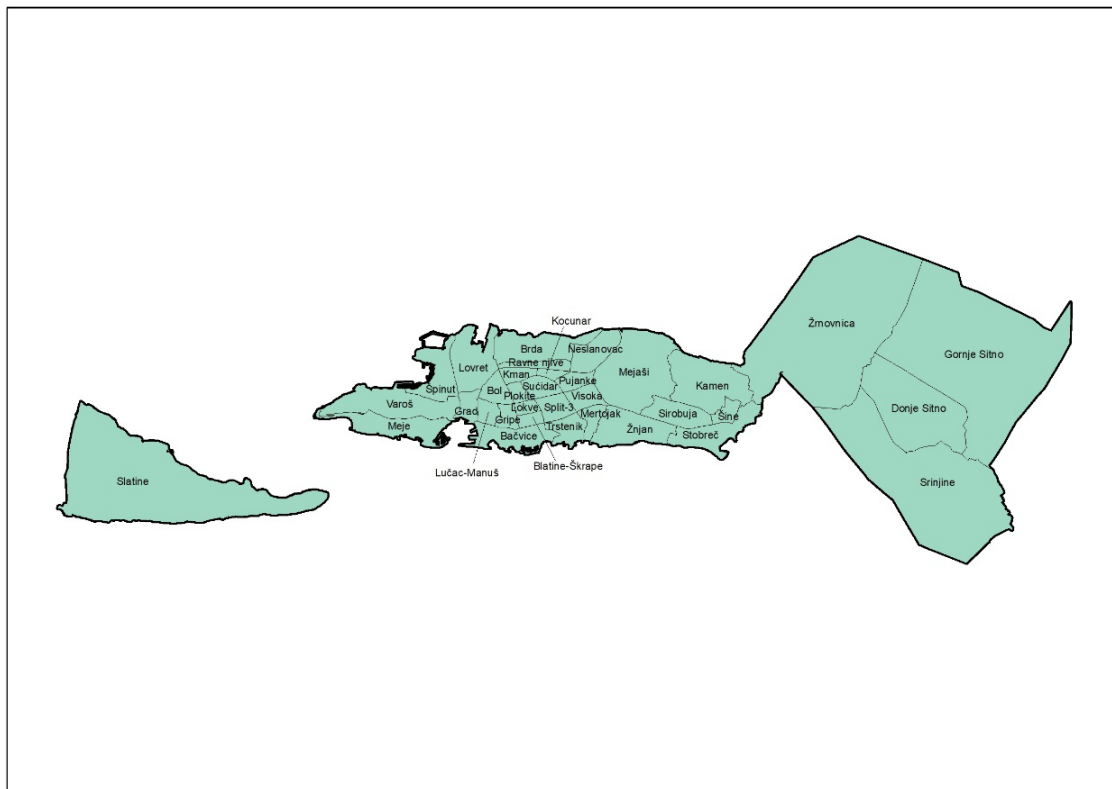 Kocunar
Žrnovnica
Brda
Neslanovac
Ravne njive
Gornje Sitno
Lovret
Mejaši
Kman
Pujanke
Kamen
Sućidar
Spinut
Bol
Plokite
Visoka
Varoš
Lokve
Split-3
Donje Sitno
Grad
Mertojak
Sirobuja
Šine
Gripe
Meje
Trstenik
Žnjan
Bačvice
Stobreč
Lučac-Manuš
Blatine-Škrape
Slatine
Srinjine